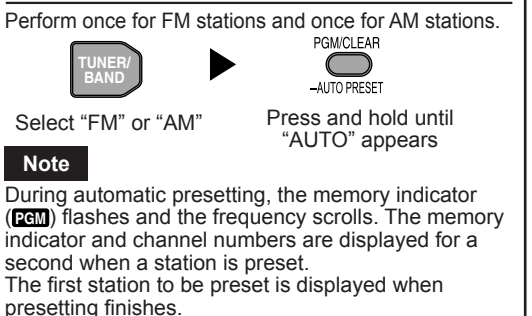 Perform once for FM stations and once for AM stations.
TUNER/
BAND
PGM/CLEAR
–AUTO PRESET
Select “FM” or “AM”
Press and hold until
“AUTO” appears
Note
During automatic presetting, the memory indicator
(PGM) flashes and the frequency scrolls. The memory
indicator and channel numbers are displayed for a
second when a station is preset.
The first station to be preset is displayed when
presetting finishes.